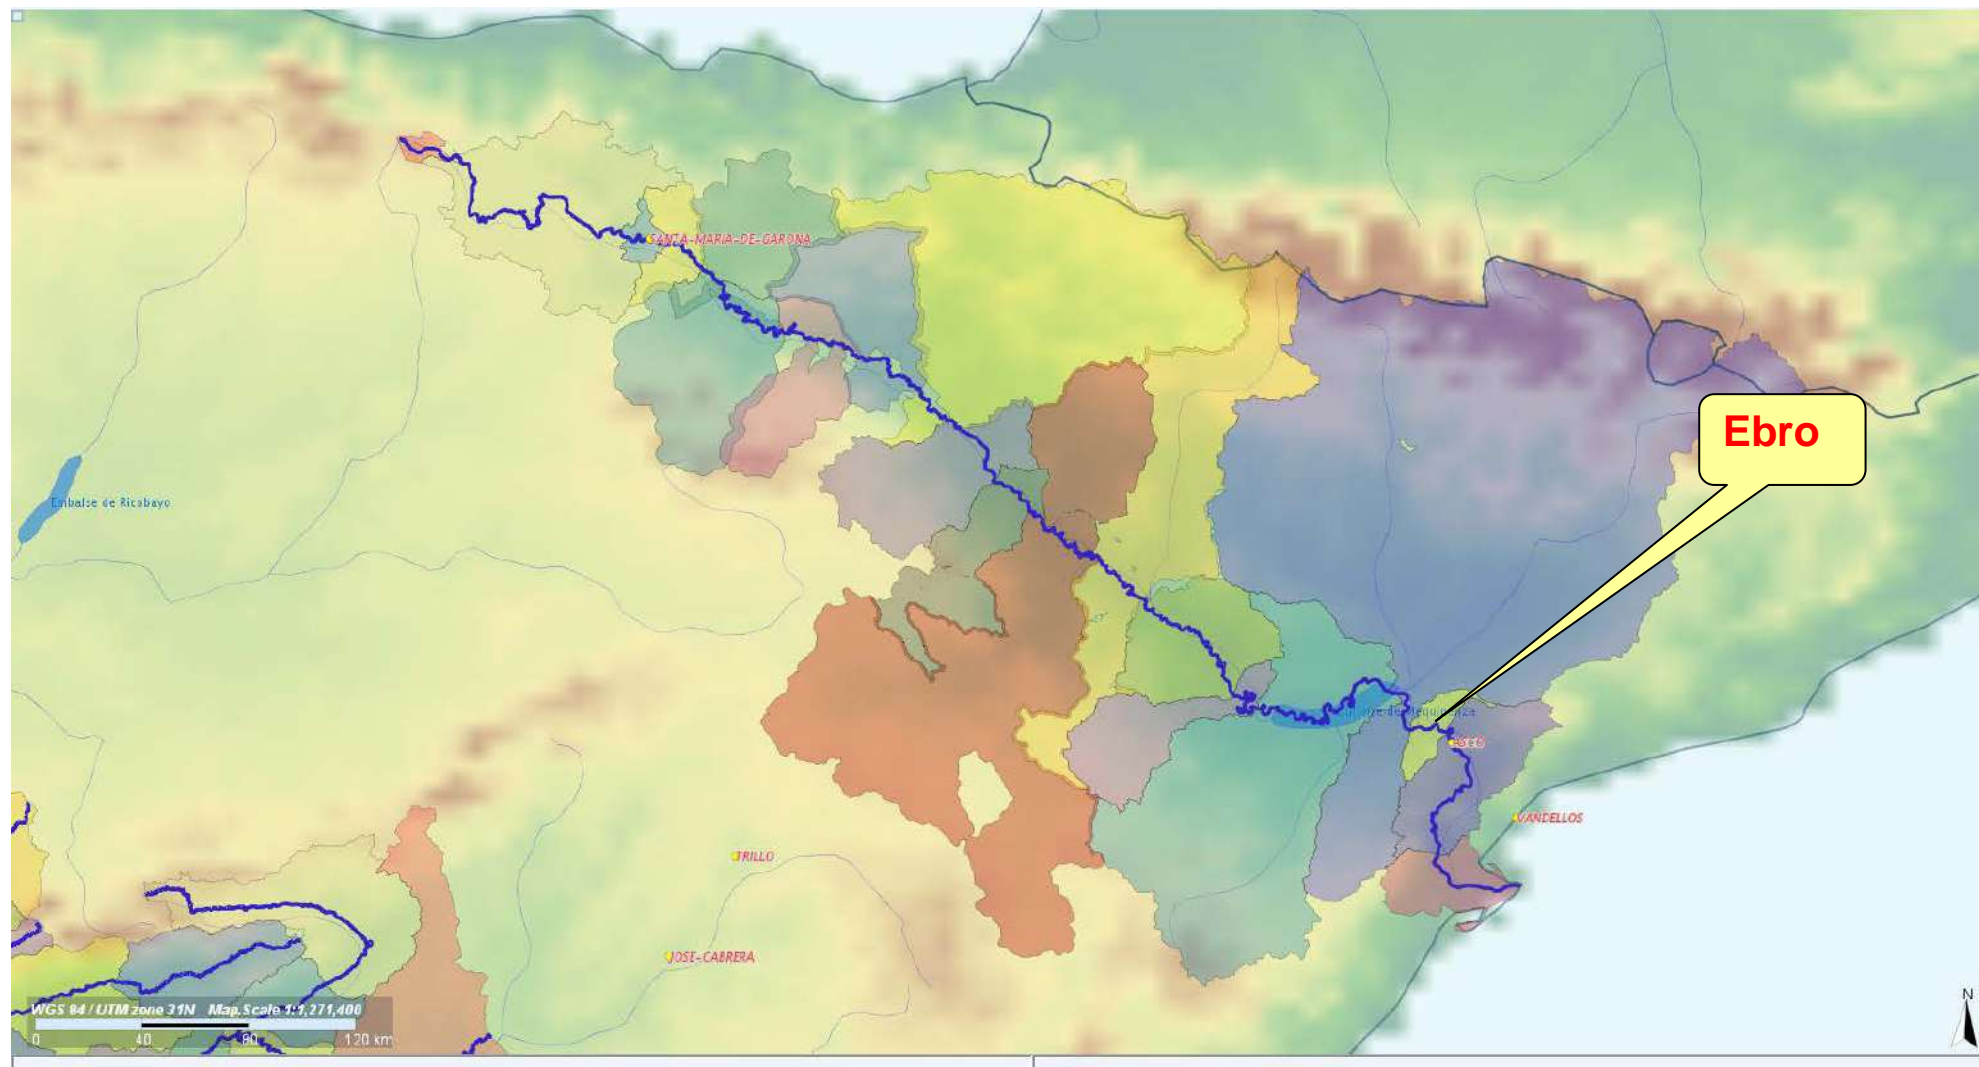 SANTA-MARIA-DE-GARONA
Ebro
Embalse de Ricobayo
ASCO
VANDELLOS
TRILLO
JOSE-CABRERA
WGS 84 / UTM zone 31N Map.Scale 1:1,271,400
0 40 80 120 km
N